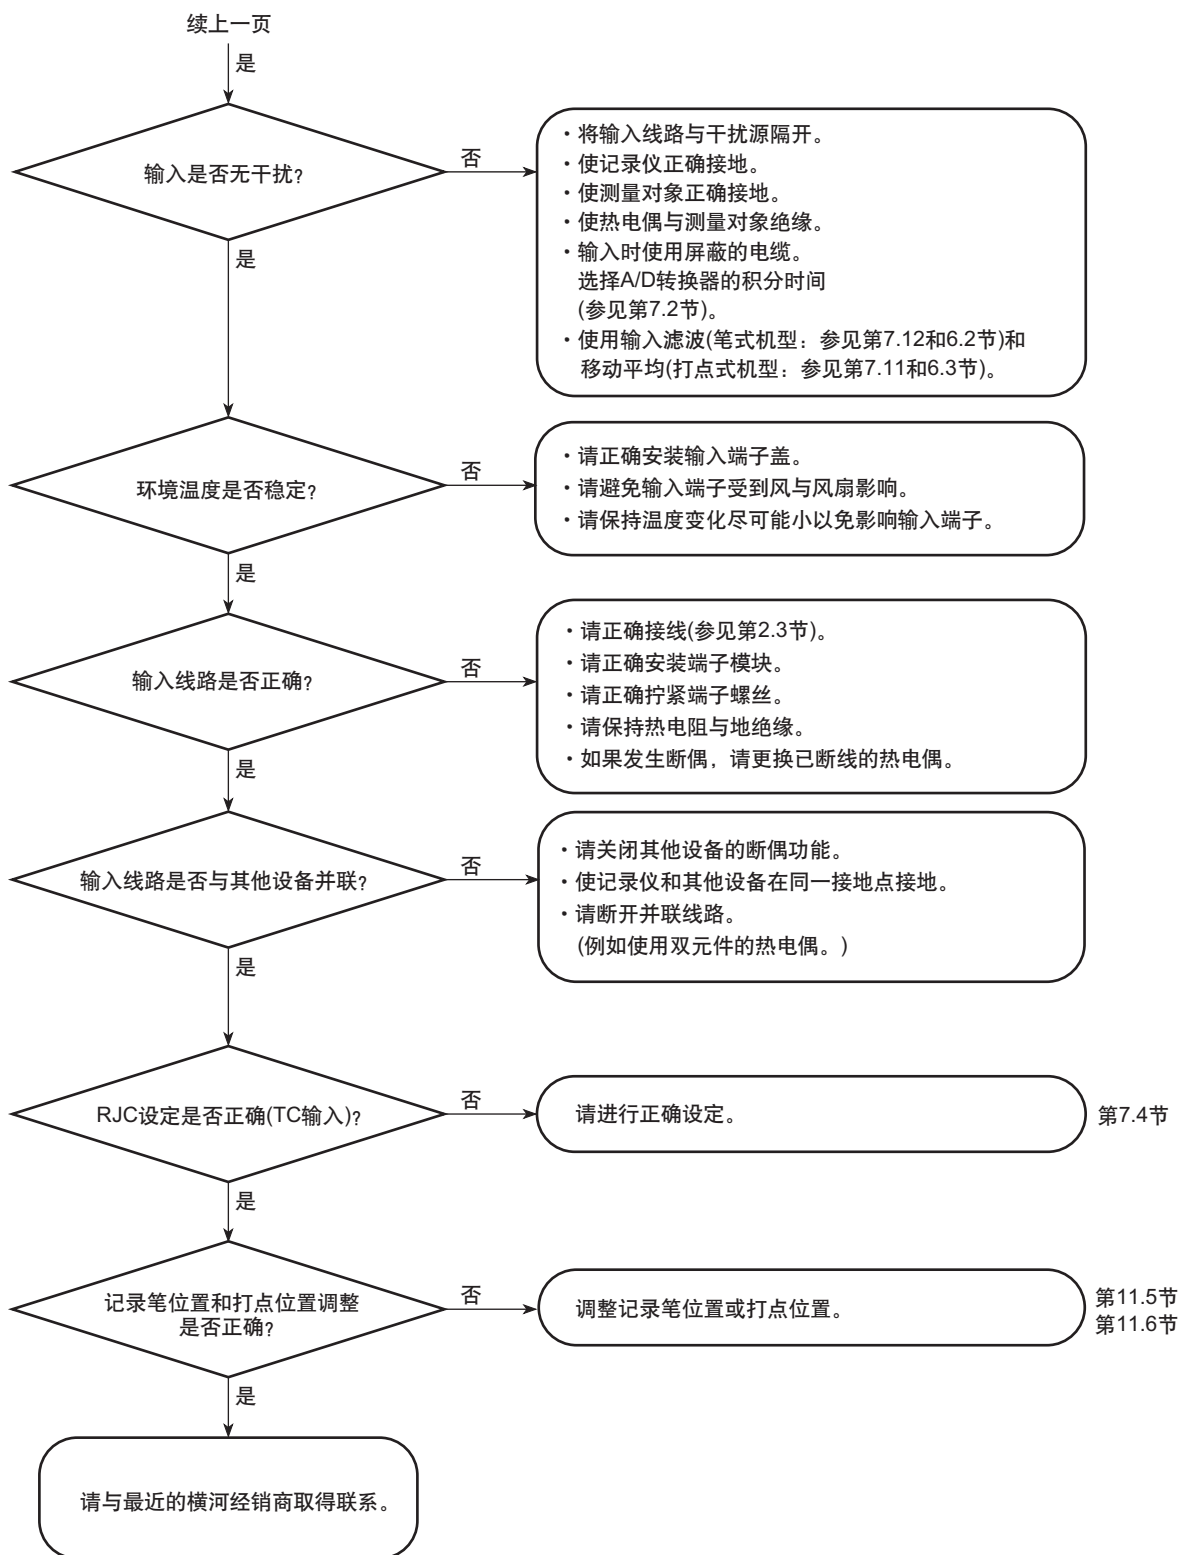 续上一页
是
输入是否无干扰?
否
・将输入线路与干扰源隔开。
・使记录仪正确接地。
・使测量对象正确接地。
・使热电偶与测量对象绝缘。
・输入时使用屏蔽的电缆。
选择A/D转换器的积分时间
(参见第7.2节)。
・使用输入滤波(笔式机型：参见第7.12和6.2节)和
移动平均(打点式机型：参见第7.11和6.3节)。
是
环境温度是否稳定?
否
・请正确安装输入端子盖。
・请避免输入端子受到风与风扇影响。
・请保持温度变化尽可能小以免影响输入端子。
是
输入线路是否正确?
否
・请正确接线(参见第2.3节)。
・请正确安装端子模块。
・请正确拧紧端子螺丝。
・请保持热电阻与地绝缘。
・如果发生断偶，请更换已断线的热电偶。
是
输入线路是否与其他设备并联?
否
・请关闭其他设备的断偶功能。
・使记录仪和其他设备在同一接地点接地。
・请断开并联线路。
(例如使用双元件的热电偶。)
是
RJC设定是否正确(TC输入)?
否
请进行正确设定。
第7.4节
是
记录笔位置和打点位置调整
是否正确?
否
调整记录笔位置或打点位置。
第11.5节
第11.6节
是
请与最近的横河经销商取得联系。